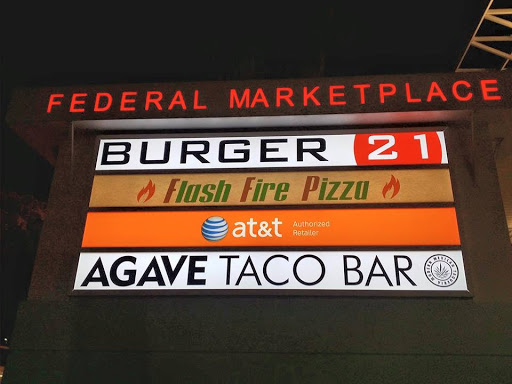 FEDERAL MARKETPLACE
BURGER 21
Flash Fire Pizza
at&t Authorized
Retailer
AGAVE TACO BAR